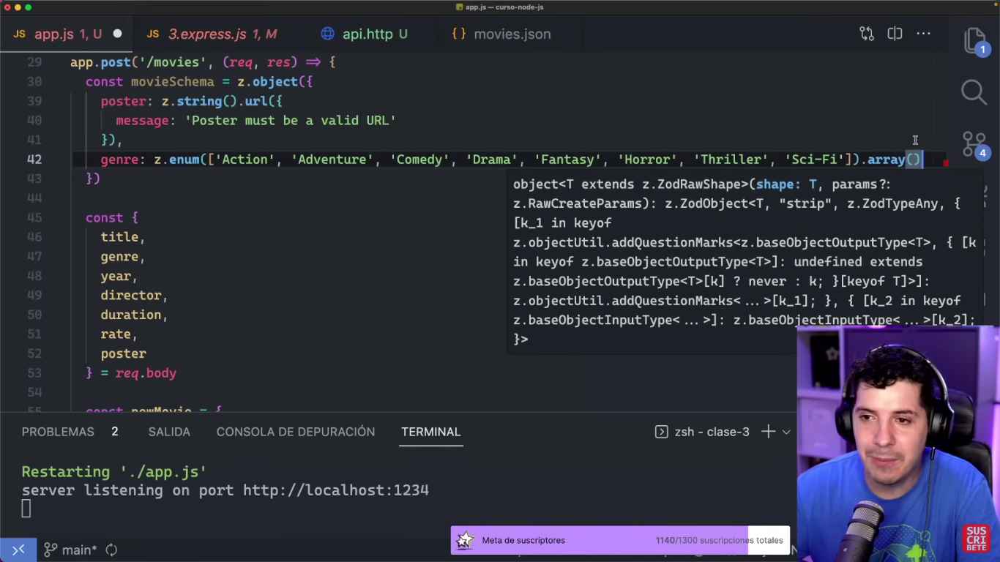 app.js — curso-node-js
JS app.js 1, U
JS 3.express.js 1, M
api.http U
{} movies.json
29 app.post('/movies', (req, res) => {
30 const movieSchema = z.object({
39 poster: z.string().url({
40 message: 'Poster must be a valid URL'
41 }),
42 genre: z.enum(['Action', 'Adventure', 'Comedy', 'Drama', 'Fantasy', 'Horror', 'Thriller', 'Sci-Fi']).array()
43 })
44
45 const {
46 title,
47 genre,
48 year,
49 director,
50 duration,
51 rate,
52 poster
53 } = req.body
54
55 const newMovie = {
object<T extends z.ZodRawShape>(shape: T, params?:
z.RawCreateParams): z.ZodObject<T, "strip", z.ZodTypeAny, {
[k_1 in keyof
z.objectUtil.addQuestionMarks<z.baseObjectOutputType<T>, { [k
in keyof z.baseObjectOutputType<T>]: undefined extends
z.baseObjectOutputType<T>[k] ? never : k; }[keyof T]>]:
z.objectUtil.addQuestionMarks<...>[k_1]; }, { [k_2 in keyof
z.baseObjectInputType<...>]: z.baseObjectInputType<...>[k_2];
}>
1
4
PROBLEMAS 2
SALIDA
CONSOLA DE DEPURACIÓN
TERMINAL
zsh - clase-3
Restarting './app.js'
server listening on port http://localhost:1234
Meta de suscriptores
1140/1300 suscripciones totales
main*
SUS
CRI
BETE